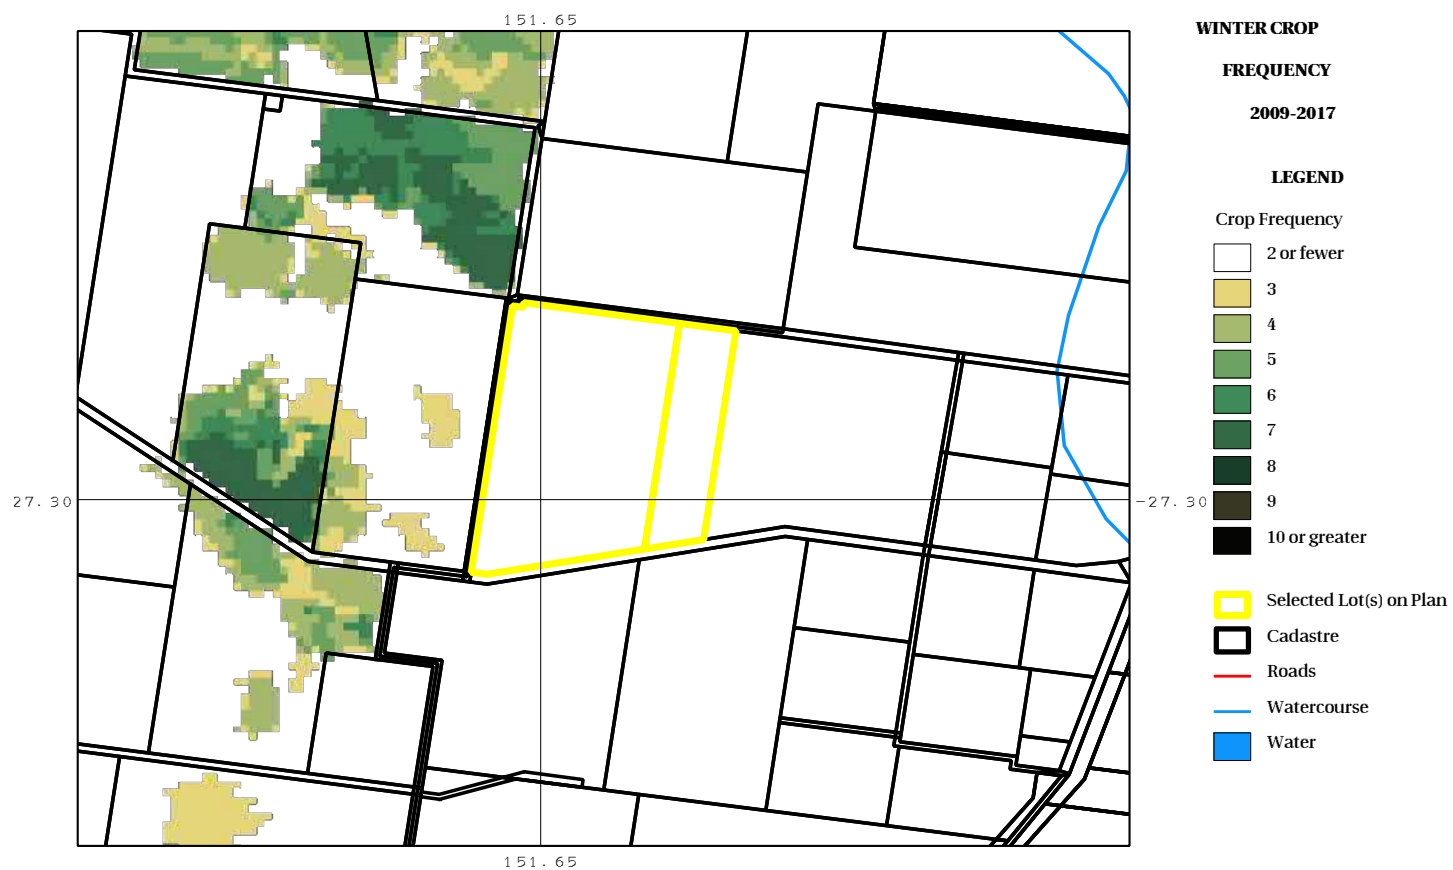 151.65
27.30
-27.30
151.65
WINTER CROP
FREQUENCY
2009-2017
LEGEND
Crop Frequency
2 or fewer
3
4
5
6
7
8
9
10 or greater
Selected Lot(s) on Plan
Cadastre
Roads
Watercourse
Water